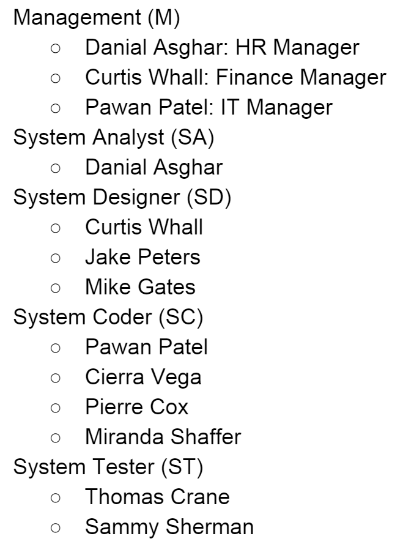 Management (M)
○ Danial Asghar: HR Manager
○ Curtis Whall: Finance Manager
○ Pawan Patel: IT Manager
System Analyst (SA)
○ Danial Asghar
System Designer (SD)
○ Curtis Whall
○ Jake Peters
○ Mike Gates
System Coder (SC)
○ Pawan Patel
○ Cierra Vega
○ Pierre Cox
○ Miranda Shaffer
System Tester (ST)
○ Thomas Crane
○ Sammy Sherman